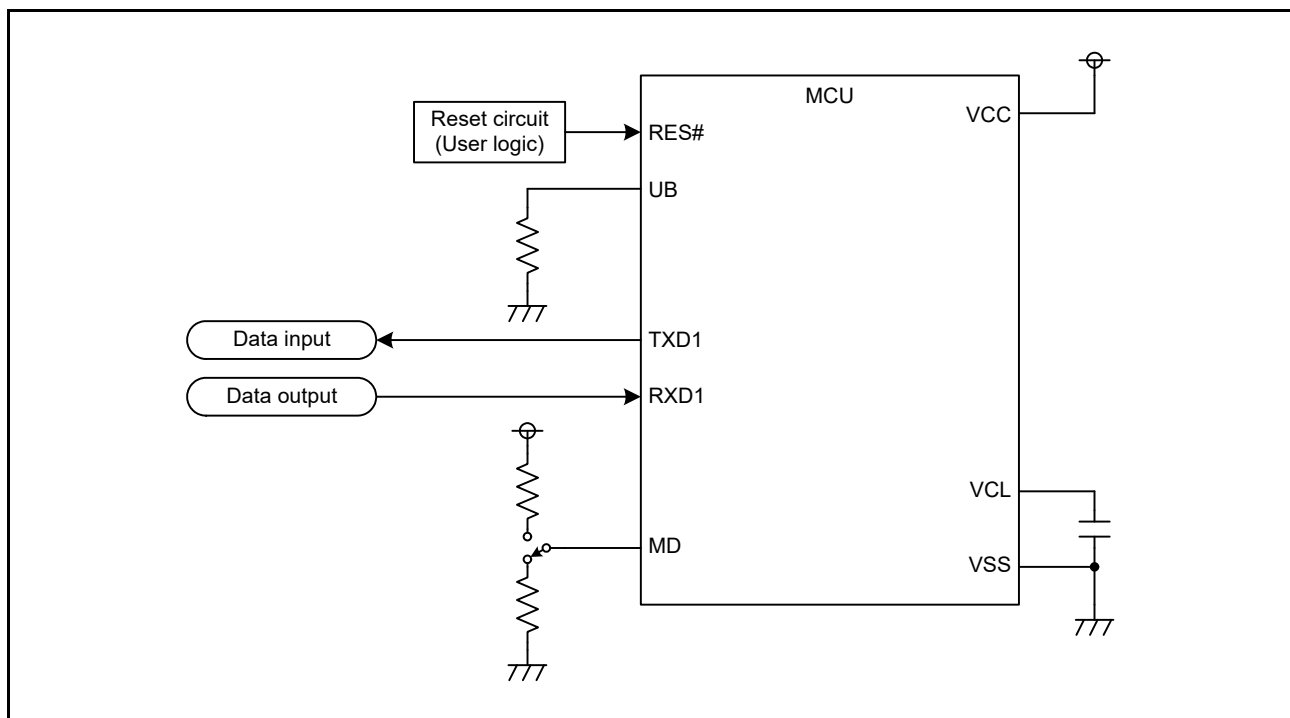 MCU
VCC
Reset circuit
(User logic)
RES#
UB
Data input
TXD1
Data output
RXD1
VCL
MD
VSS